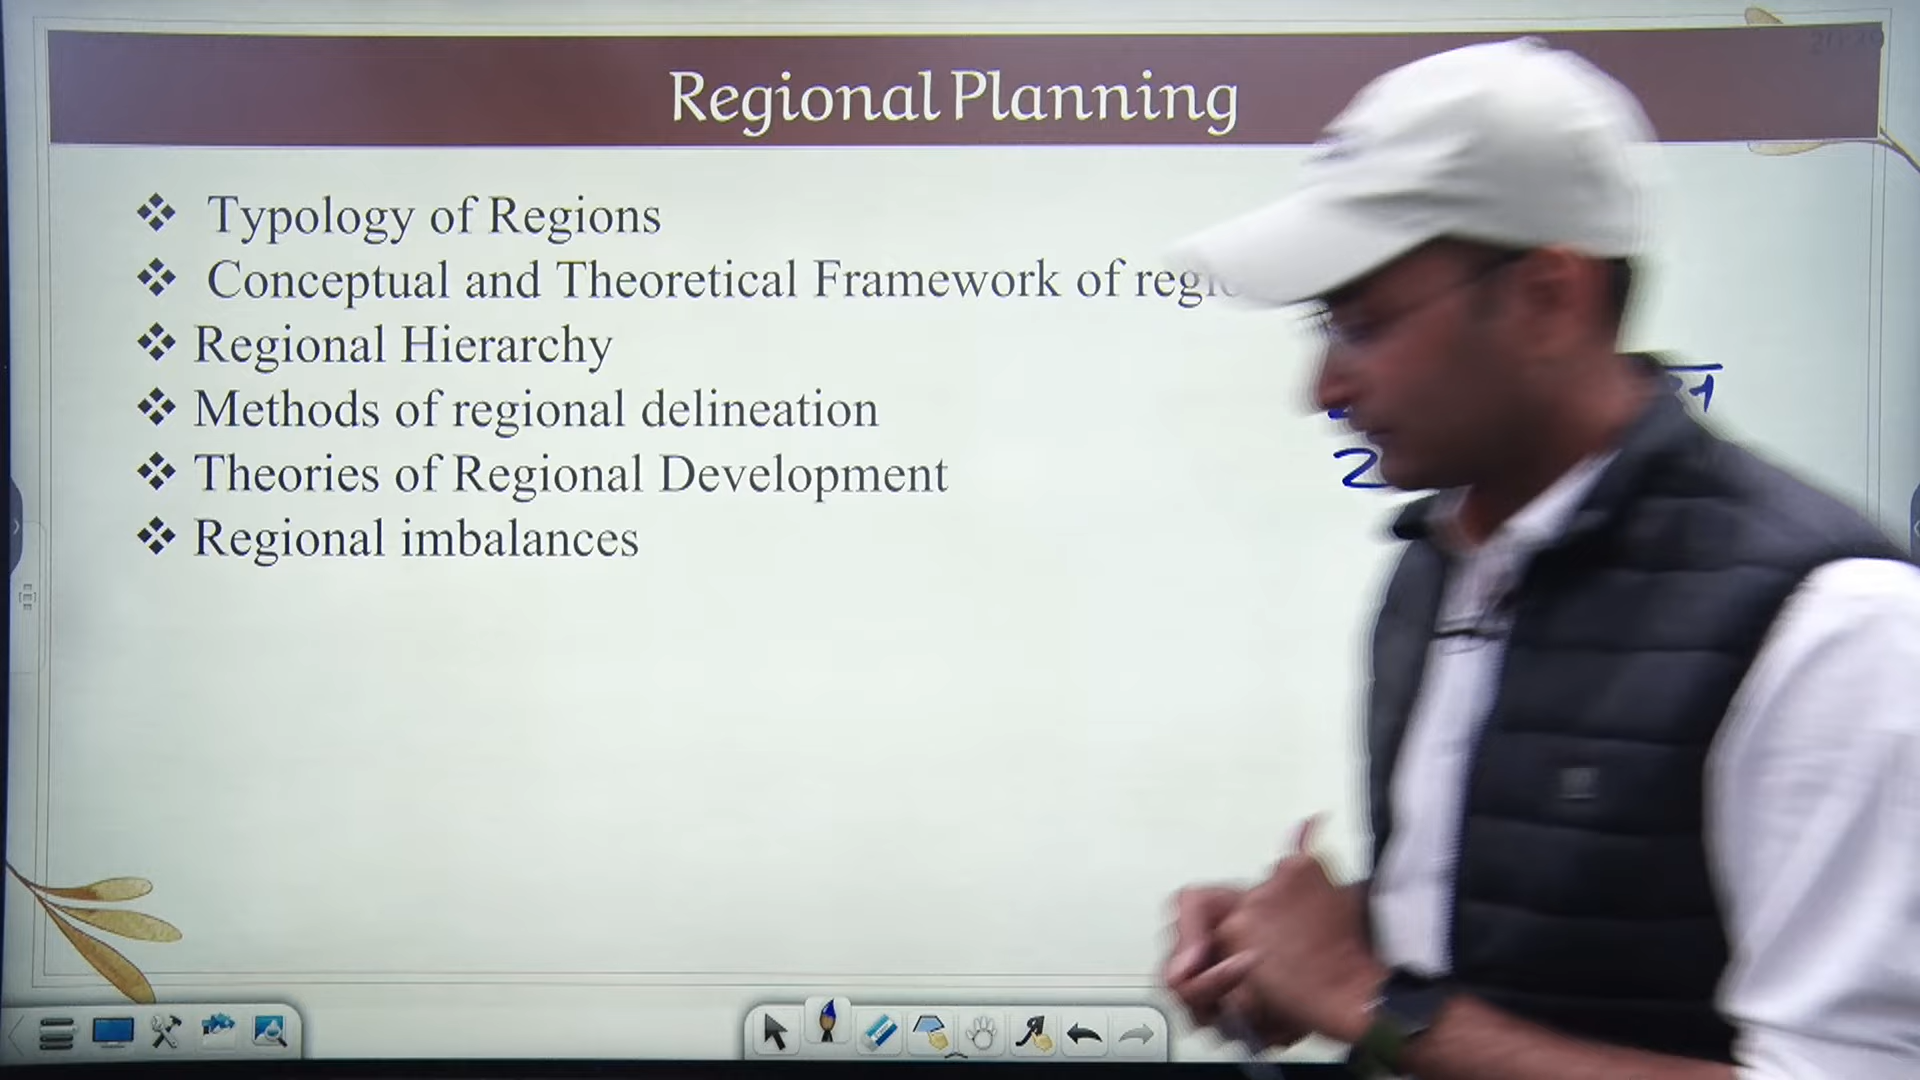 Regional Planning
Typology of Regions
Conceptual and Theoretical Framework of
Regional Hierarchy
Methods of regional delineation
Theories of Regional Development
Regional imbalances
2